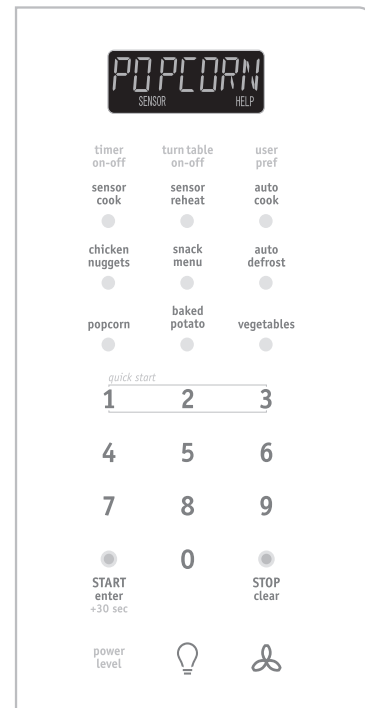 POPCORN
SENSOR HELP
timer turn table user
on-off on-off pref
sensor sensor auto
cook reheat cook
chicken snack auto
nuggets menu defrost
baked
popcorn potato vegetables
quick start
1 2 3
4 5 6
7 8 9
0
START STOP
enter clear
+30 sec
power
level